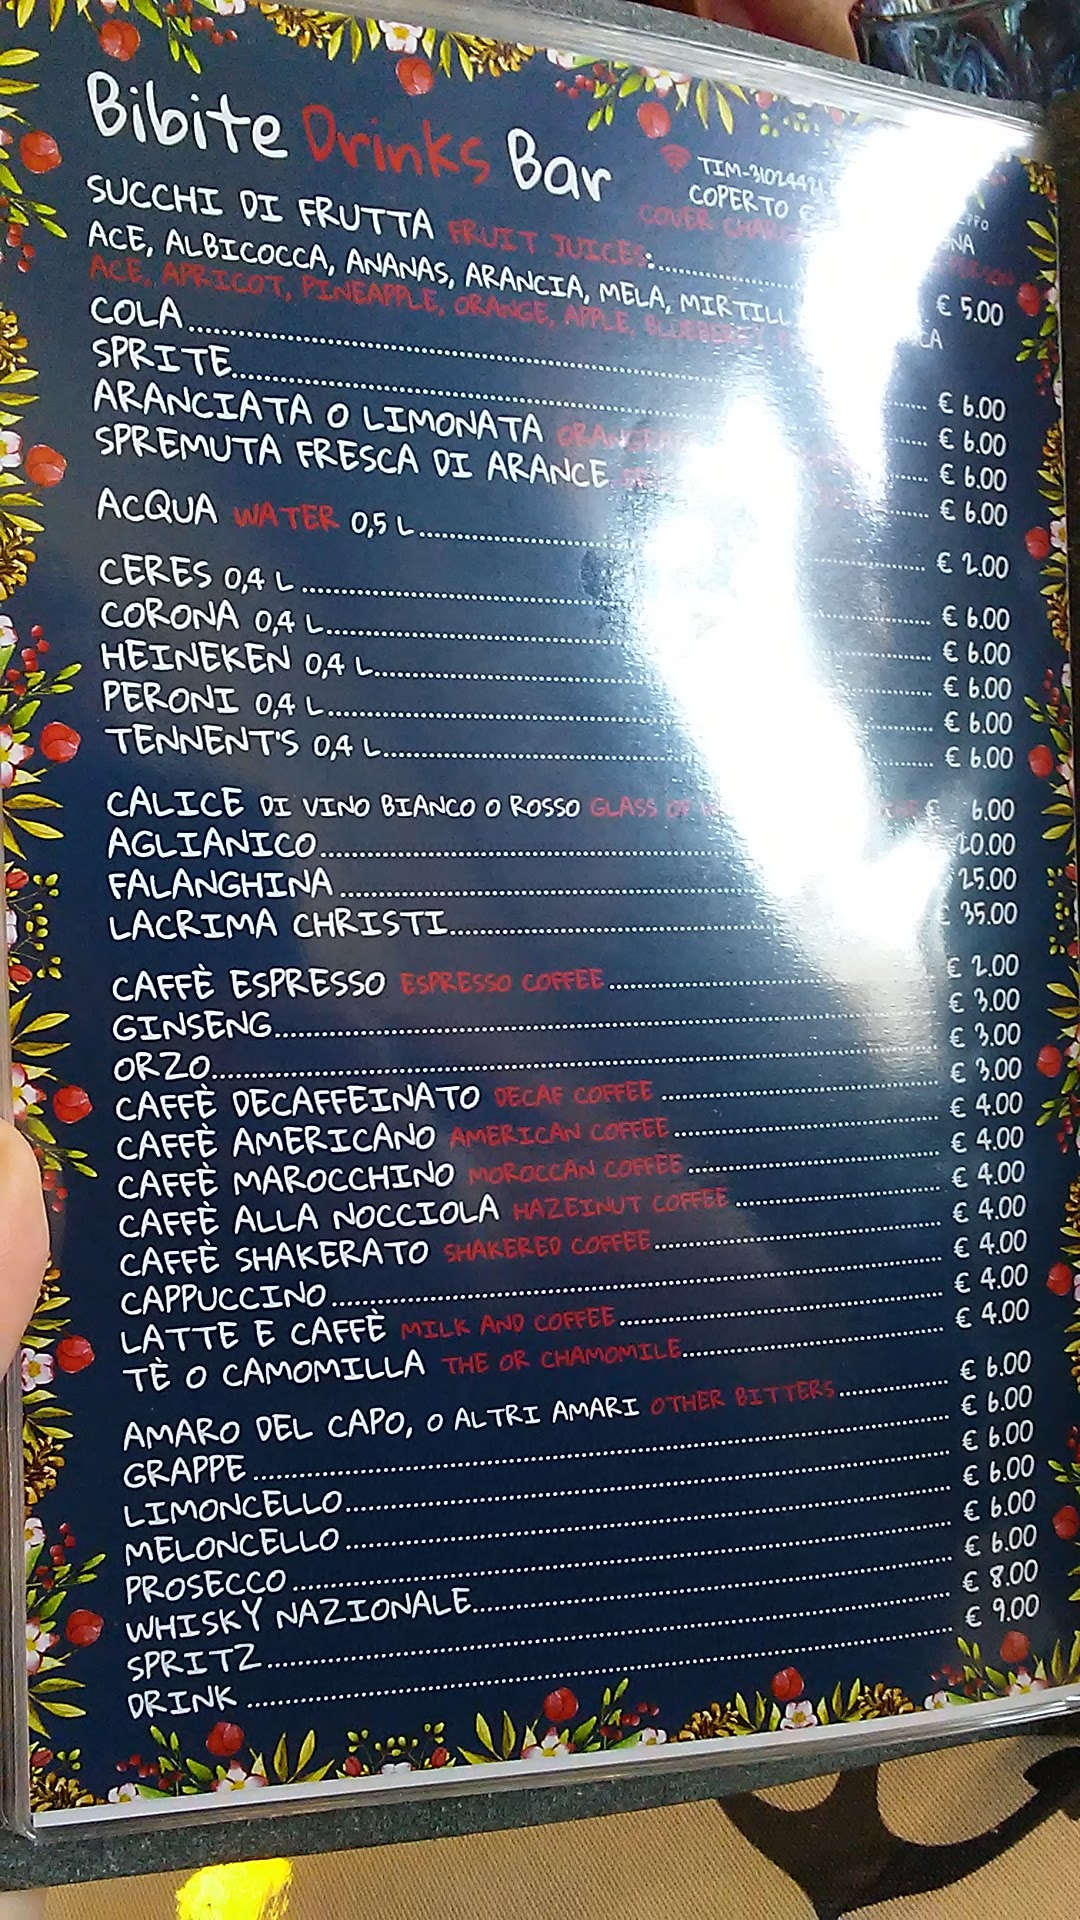 Bibite Drinks Bar
TIM-3102442
COPERTO €
COVER CHARGE
SUCCHI DI FRUTTA FRUIT JUICES:.......... € 5.00
ACE, ALBICOCCA, ANANAS, ARANCIA, MELA,
ACE, APRICOT, PINEAPPLE, ORANGE, APPLE, BLUEBERRY
COLA.......... € 6.00
SPRITE.......... € 6.00
ARANCIATA O LIMONATA € 6.00
SPREMUTA FRESCA DI ARANCE € 6.00
ACQUA WATER 0,5 L.......... € 2.00
CERES 0,4 L.......... € 6.00
CORONA 0,4 L.......... € 6.00
HEINEKEN 0,4 L.......... € 6.00
PERONI 0,4 L.......... € 6.00
TENNENT'S 0,4 L.......... € 6.00
CALICE DI VINO BIANCO O ROSSO GLASS OF € 6.00
AGLIANICO..........
FALANGHINA.......... 25.00
LACRIMA CHRISTI.......... € 35.00
CAFFÈ ESPRESSO ESPRESSO COFFEE.......... € 2.00
GINSENG.......... € 3.00
ORZO.......... € 3.00
CAFFÈ DECAFFEINATO DECAF COFFEE.......... € 3.00
CAFFÈ AMERICANO AMERICAN COFFEE.......... € 4.00
CAFFÈ MAROCCHINO MOROCCAN COFFEE.......... € 4.00
CAFFÈ ALLA NOCCIOLA HAZEINUT COFFEE.......... € 4.00
CAFFÈ SHAKERATO SHAKERED COFFEE.......... € 4.00
CAPPUCCINO.......... € 4.00
LATTE E CAFFÈ MILK AND COFFEE.......... € 4.00
TÈ O CAMOMILLA THE OR CHAMOMILE.......... € 4.00
AMARO DEL CAPO, O ALTRI AMARI OTHER BITTERS.......... € 6.00
GRAPPE.......... € 6.00
LIMONCELLO.......... € 6.00
MELONCELLO.......... € 6.00
PROSECCO.......... € 6.00
WHISKY NAZIONALE.......... € 6.00
SPRITZ.......... € 8.00
DRINK.......... € 9.00